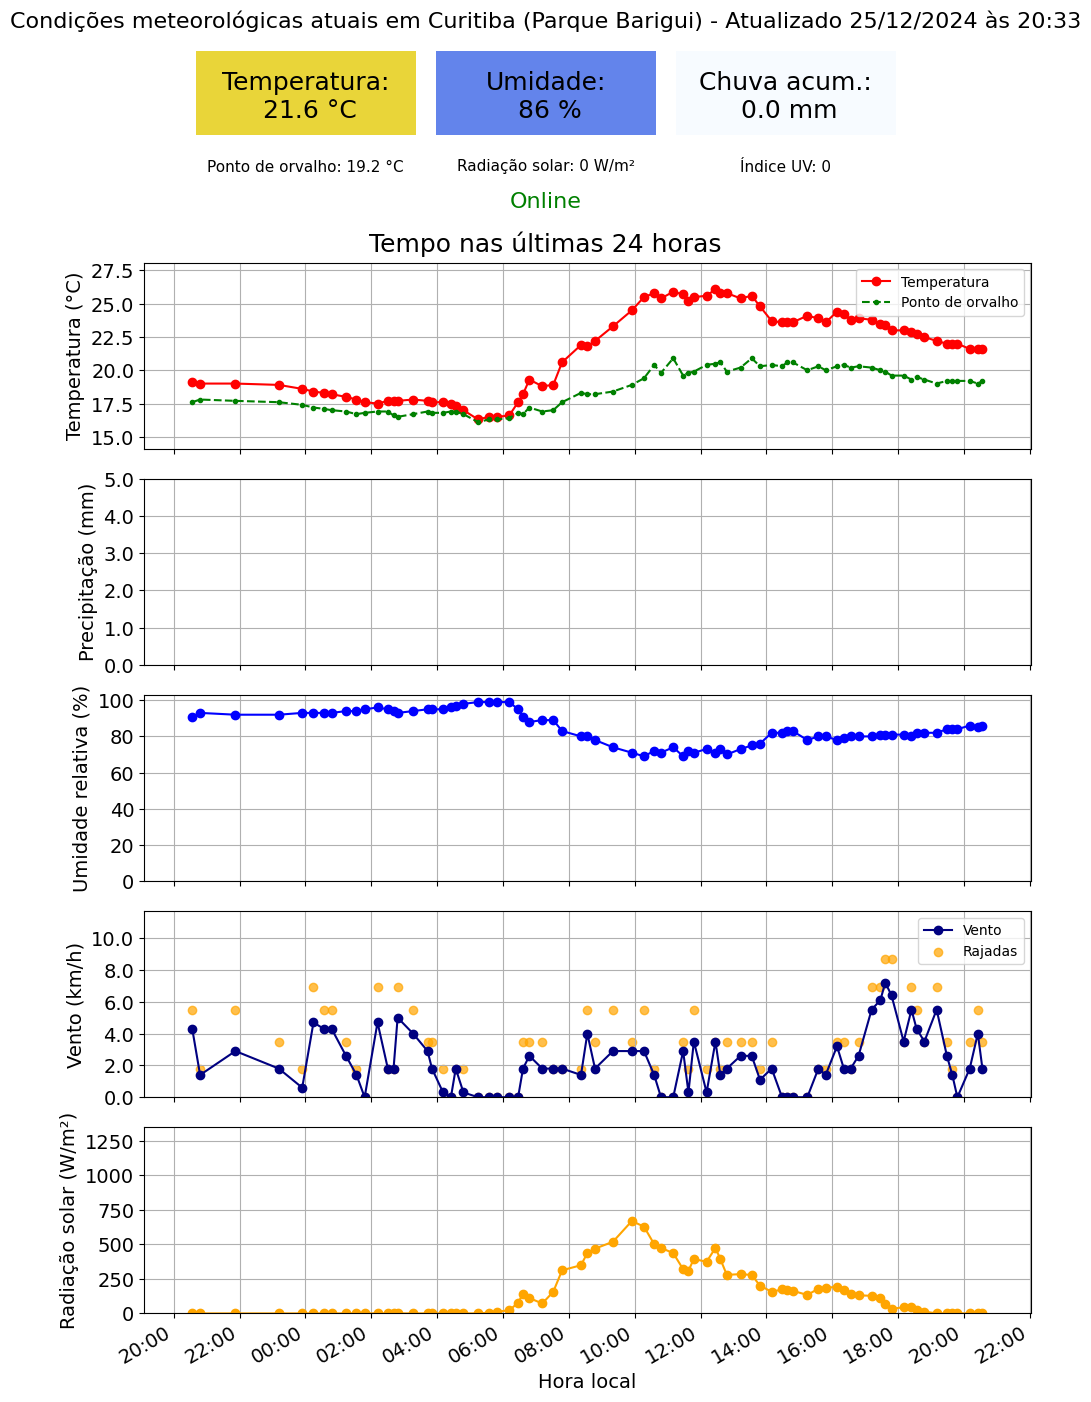 Condições meteorológicas atuais em Curitiba (Parque Barigui) - Atualizado 25/12/2024 às 20:33
Temperatura:
21.6 °C
Umidade:
86 %
Chuva acum.:
0.0 mm
Ponto de orvalho: 19.2 °C
Radiação solar: 0 W/m²
Índice UV: 0
Online
Tempo nas últimas 24 horas
Temperatura (°C)
27.5
25.0
22.5
20.0
17.5
15.0
Temperatura
Ponto de orvalho
Precipitação (mm)
5.0
4.0
3.0
2.0
1.0
0.0
Umidade relativa (%)
100
80
60
40
20
0
Vento (km/h)
10.0
8.0
6.0
4.0
2.0
0.0
Vento
Rajadas
Radiação solar (W/m²)
1250
1000
750
500
250
0
20:00
22:00
00:00
02:00
04:00
06:00
08:00
10:00
12:00
14:00
16:00
18:00
20:00
22:00
Hora local